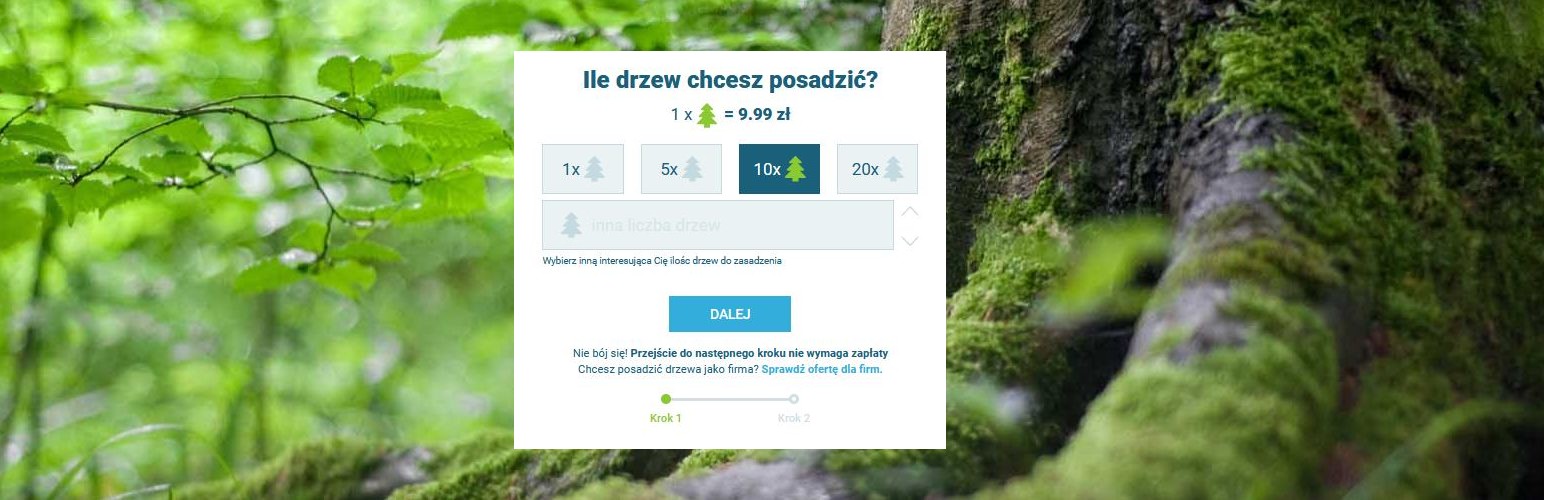 Ile drzew chcesz posadzić?
1 x = 9.99 zł
1x 5x 10x 20x
inna liczba drzew
Wybierz inną interesująca Cię ilośc drzew do zasadzenia
DALEJ
Nie bój się! Przejście do następnego kroku nie wymaga zapłaty
Chcesz posadzić drzewa jako firma? Sprawdź ofertę dla firm.
Krok 1 Krok 2